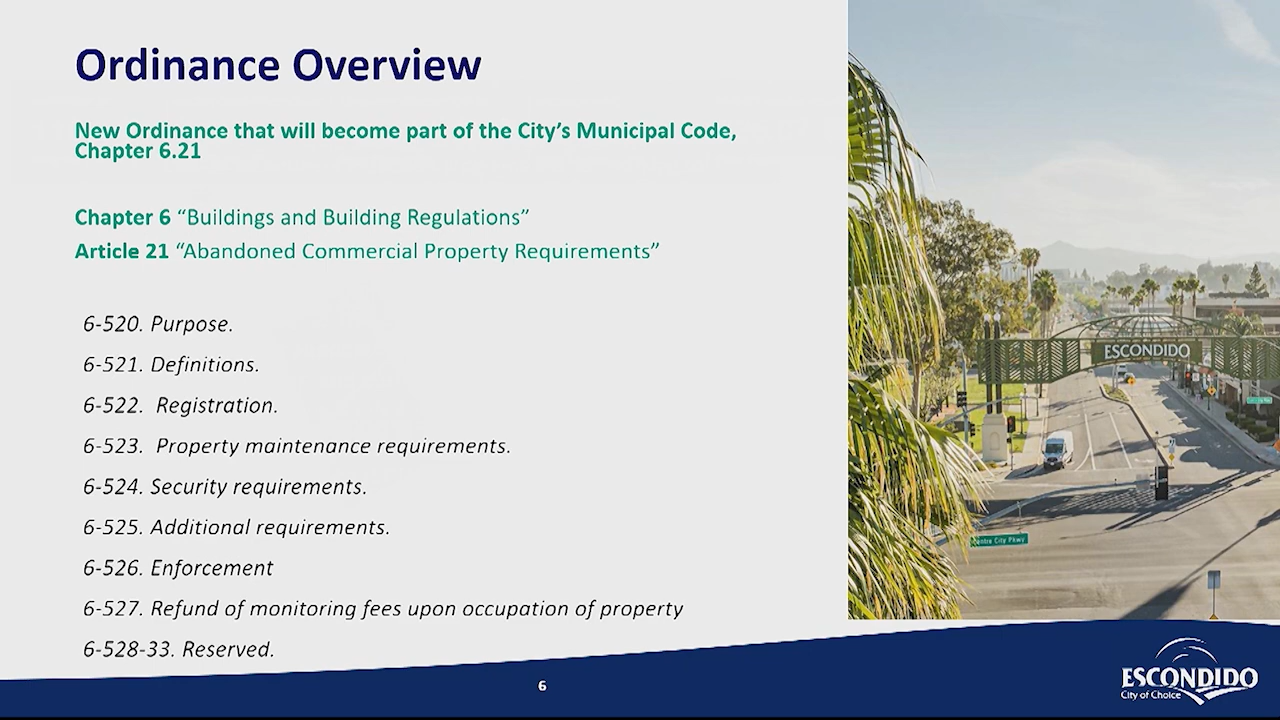 Ordinance Overview
New Ordinance that will become part of the City's Municipal Code,
Chapter 6.21
Chapter 6 “Buildings and Building Regulations”
Article 21 “Abandoned Commercial Property Requirements”
6-520. Purpose.
6-521. Definitions.
6-522.  Registration.
6-523.  Property maintenance requirements.
6-524. Security requirements.
6-525. Additional requirements.
6-526. Enforcement
6-527. Refund of monitoring fees upon occupation of property
6-528-33. Reserved.
ESCONDIDO
Centre City Pkwy
6
ESCONDIDO
City of Choice